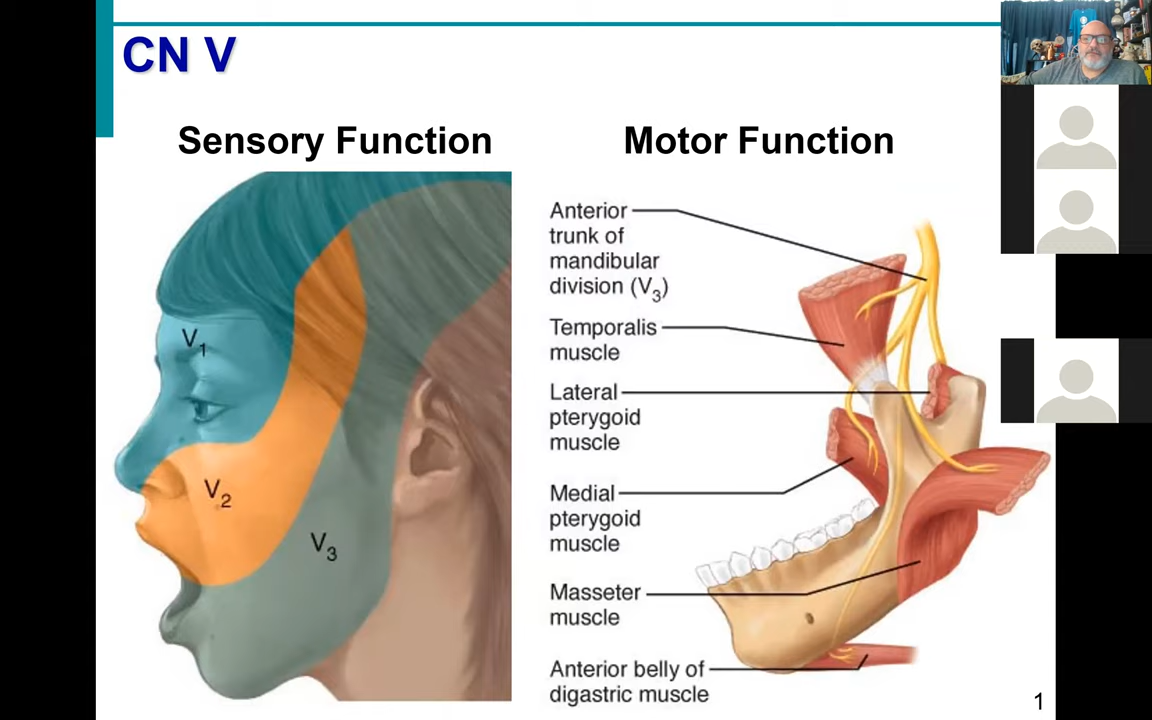 CN V
Sensory Function
Motor Function
V1
V2
V3
Anterior
trunk of
mandibular
division (V3)
Temporalis
muscle
Lateral
pterygoid
muscle
Medial
pterygoid
muscle
Masseter
muscle
Anterior belly of
digastric muscle
1